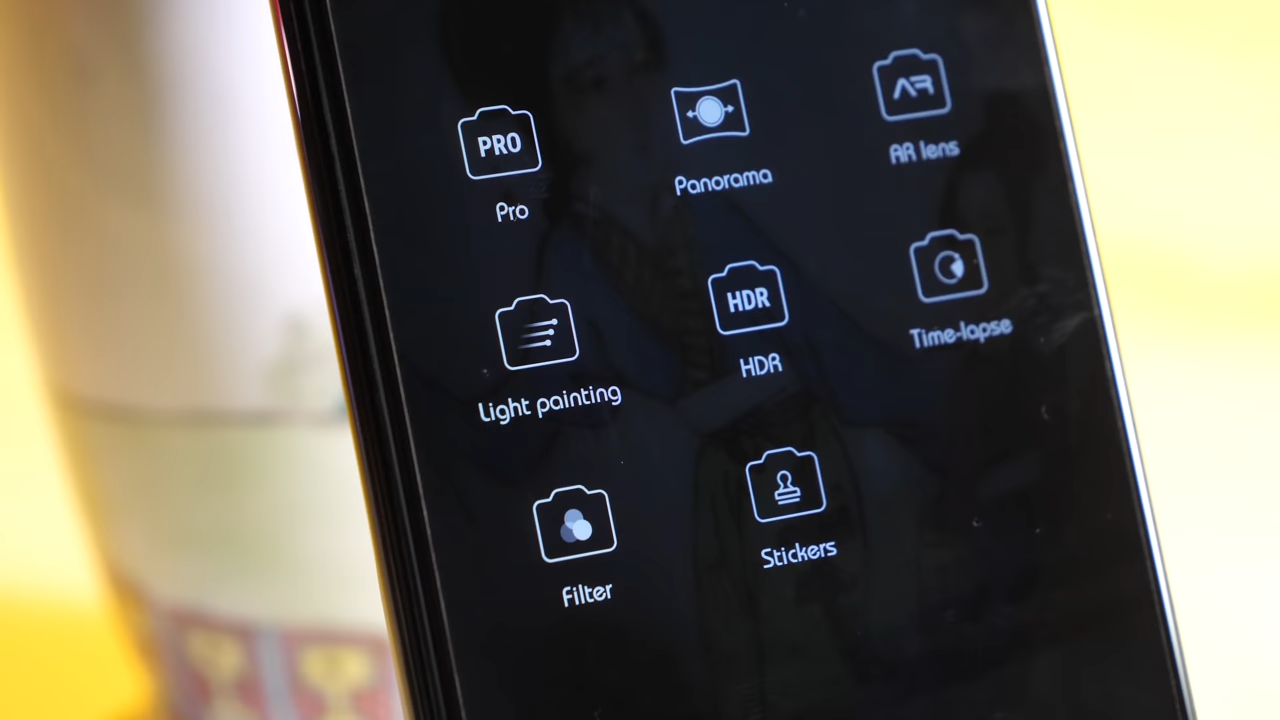 PRO
Pro
Panorama
AR
AR lens
Light painting
HDR
HDR
Time-lapse
Filter
Stickers